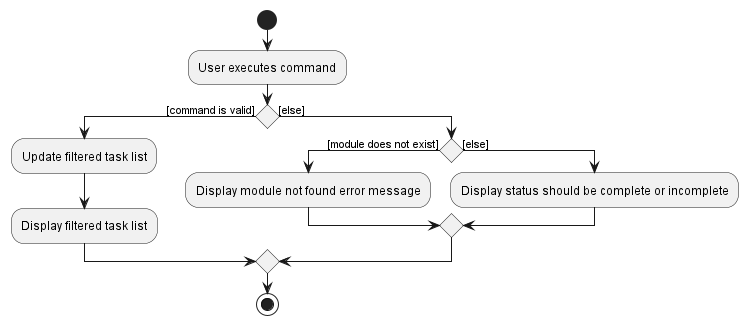 User executes command
[command is valid]
[else]
[module does not exist]
[else]
Update filtered task list
Display module not found error message
Display status should be complete or incomplete
Display filtered task list